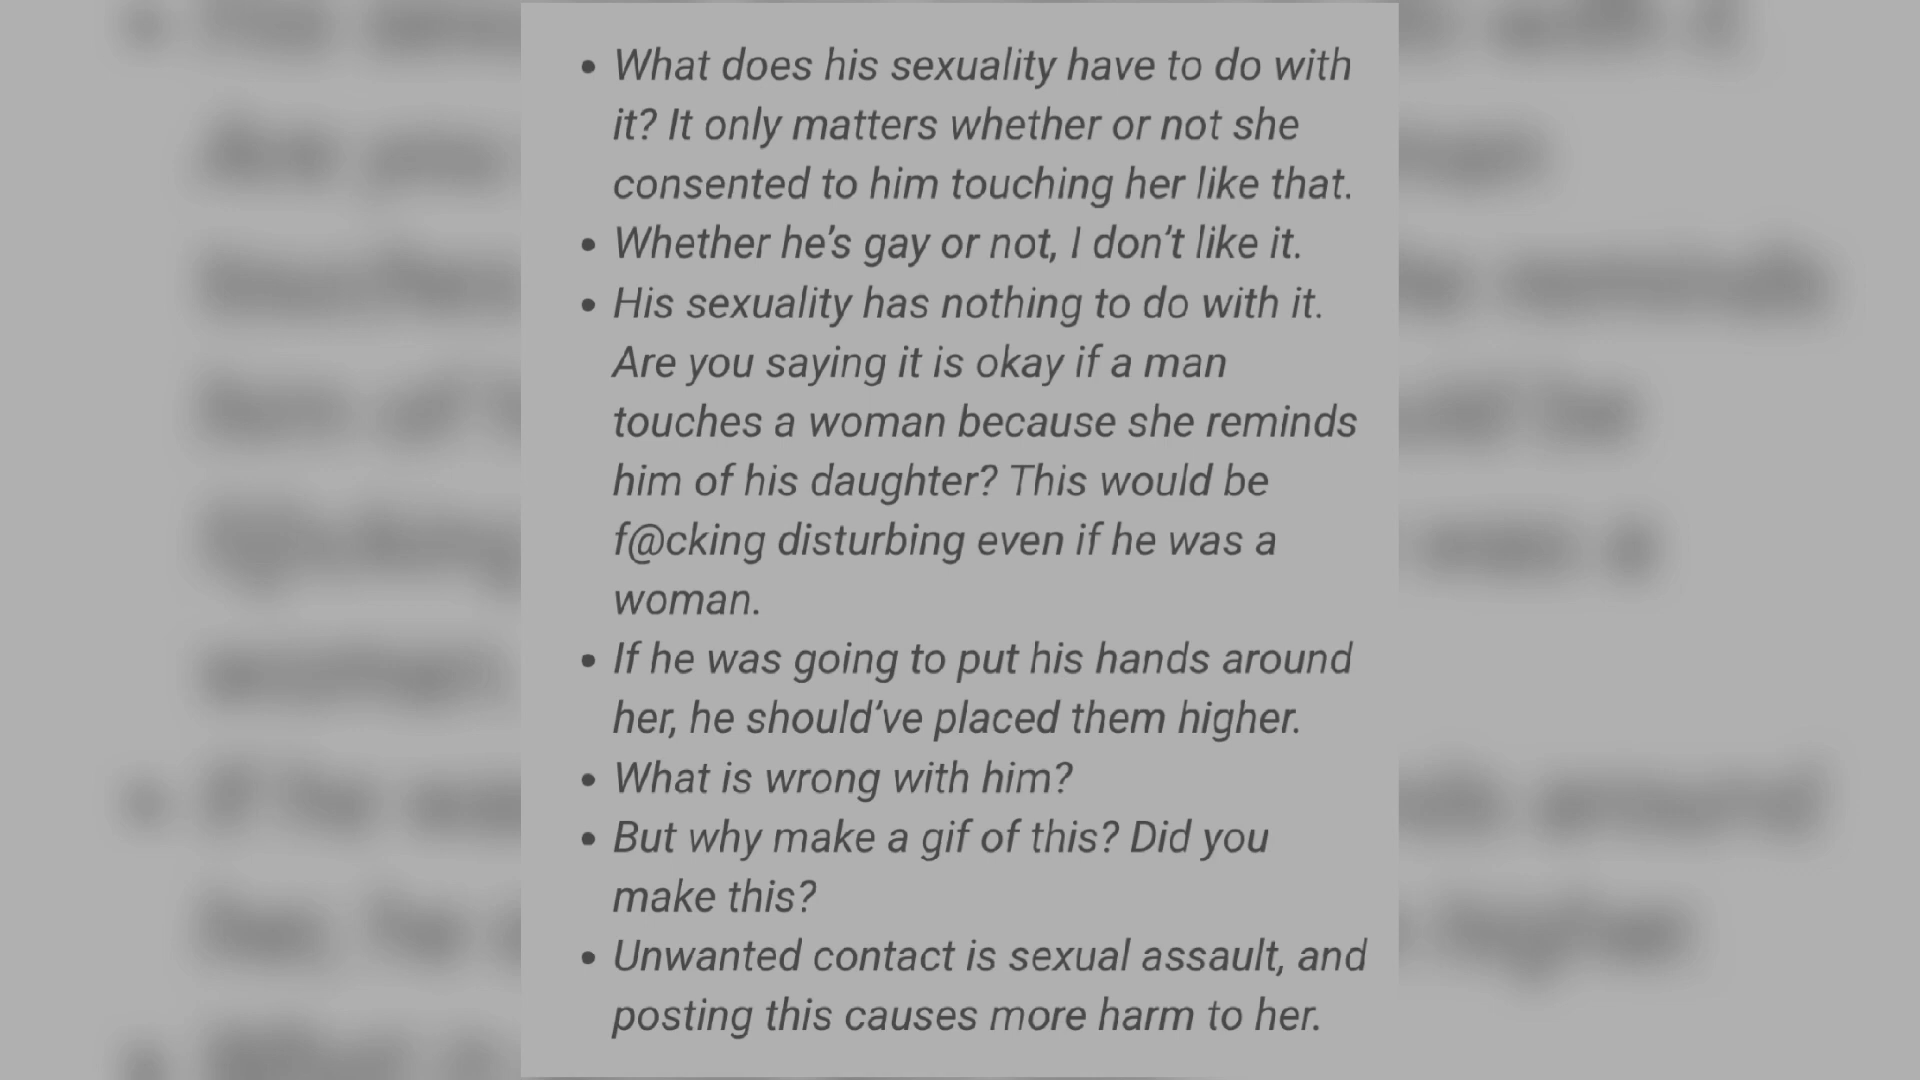 • What does his sexuality have to do with
it? It only matters whether or not she
consented to him touching her like that.
• Whether he’s gay or not, I don’t like it.
• His sexuality has nothing to do with it.
Are you saying it is okay if a man
touches a woman because she reminds
him of his daughter? This would be
f@cking disturbing even if he was a
woman.
• If he was going to put his hands around
her, he should’ve placed them higher.
• What is wrong with him?
• But why make a gif of this? Did you
make this?
• Unwanted contact is sexual assault, and
posting this causes more harm to her.